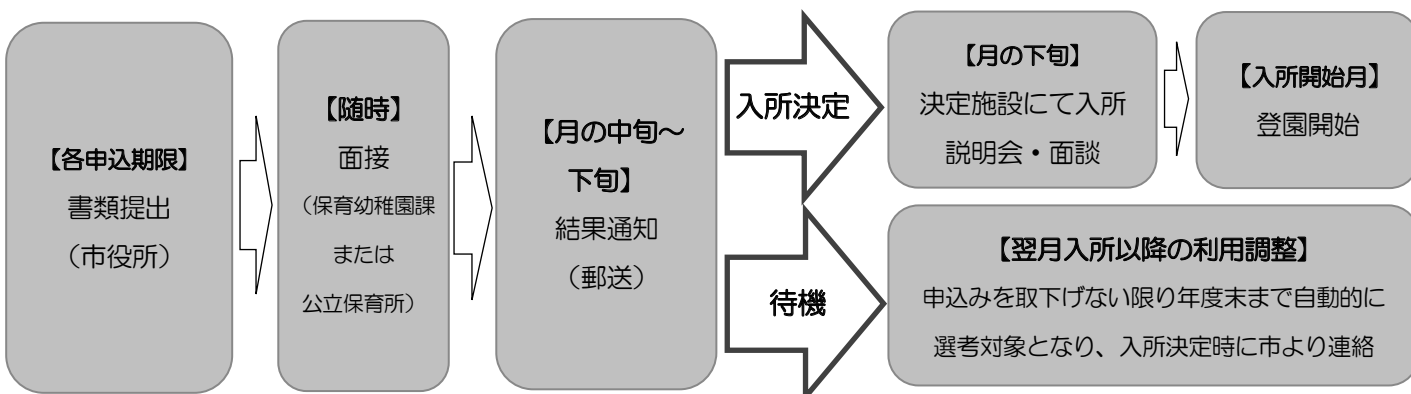 【各申込期限】
書類提出
（市役所）
【随時】
面接
（保育幼稚園課
または
公立保育所）
【月の中旬～
下旬】
結果通知
（郵送）
入所決定
【月の下旬】
決定施設にて入所
説明会・面談
【入所開始月】
登園開始
待機
【翌月入所以降の利用調整】
申込みを取下げない限り年度末まで自動的に
選考対象となり、入所決定時に市より連絡